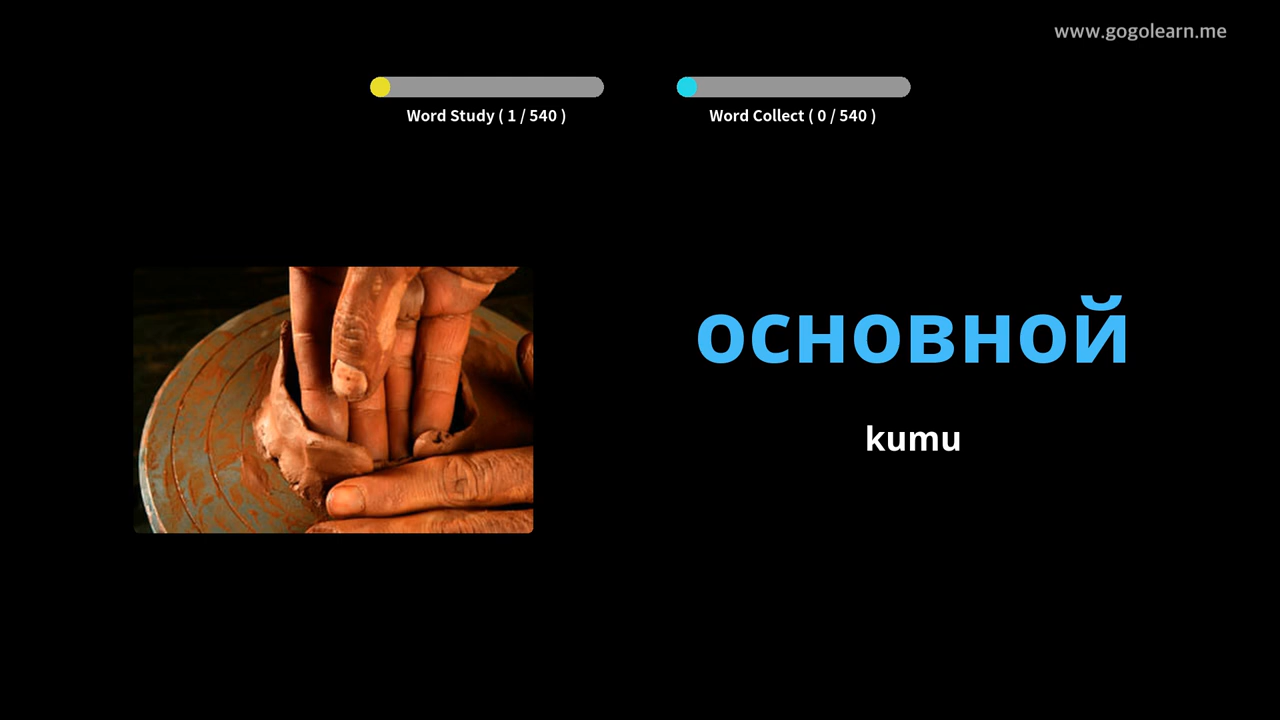 www.gogolearn.me
Word Study ( 1 / 540 )
Word Collect ( 0 / 540 )
основной
kumu